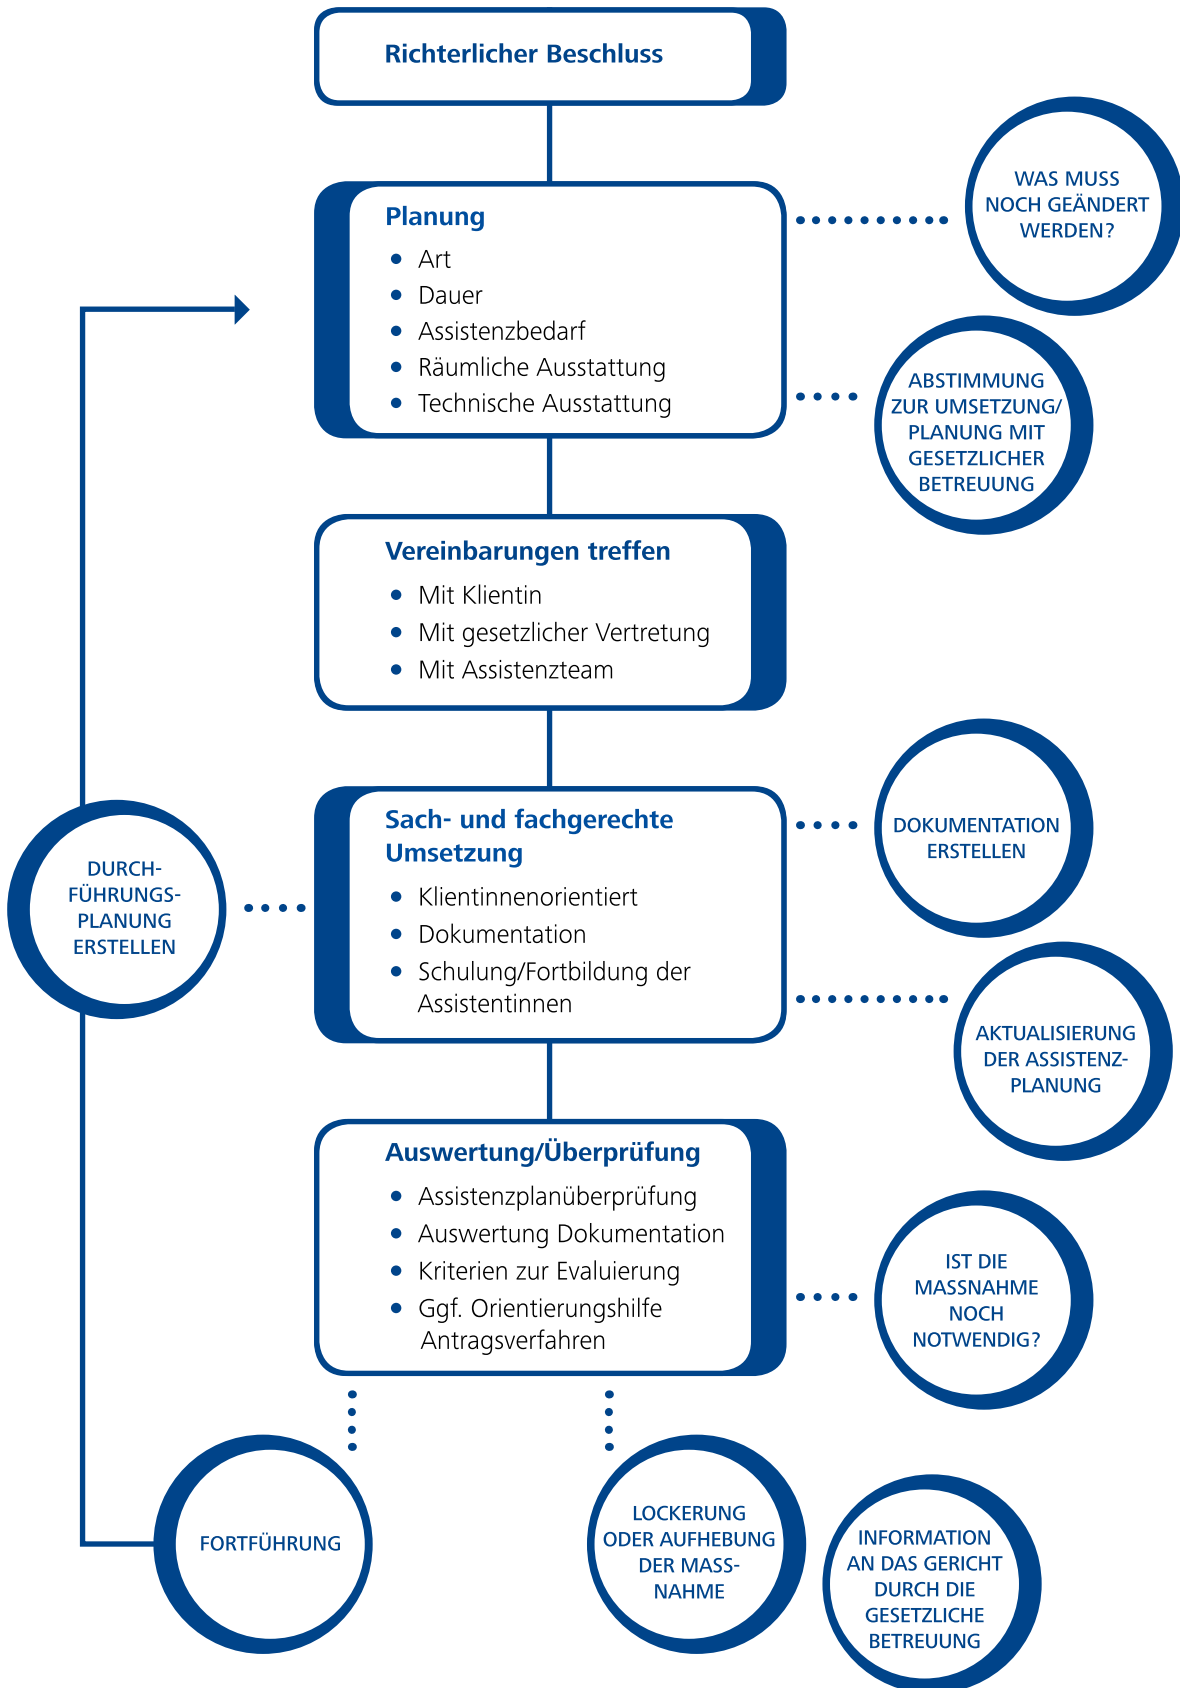 Richterlicher Beschluss
WAS MUSS
NOCH GEÄNDERT
WERDEN?
Planung
• Art
• Dauer
• Assistenzbedarf
• Räumliche Ausstattung
• Technische Ausstattung
ABSTIMMUNG
ZUR UMSETZUNG/
PLANUNG MIT
GESETZLICHER
BETREUUNG
Vereinbarungen treffen
• Mit Klientin
• Mit gesetzlicher Vertretung
• Mit Assistenzteam
Sach- und fachgerechte
Umsetzung
• Klientinnenorientiert
• Dokumentation
• Schulung/Fortbildung der
Assistentinnen
DURCH-
FÜHRUNGS-
PLANUNG
ERSTELLEN
DOKUMENTATION
ERSTELLEN
AKTUALISIERUNG
DER ASSISTENZ-
PLANUNG
Auswertung/Überprüfung
• Assistenzplanüberprüfung
• Auswertung Dokumentation
• Kriterien zur Evaluierung
• Ggf. Orientierungshilfe
Antragsverfahren
IST DIE
MASSNAHME
NOCH
NOTWENDIG?
FORTFÜHRUNG
LOCKERUNG
ODER AUFHEBUNG
DER MASS-
NAHME
INFORMATION
AN DAS GERICHT
DURCH DIE
GESETZLICHE
BETREUUNG